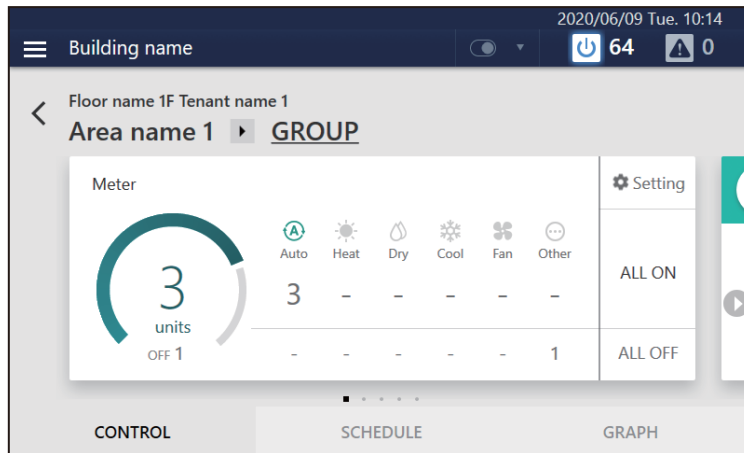 2020/06/09 Tue. 10:14
Building name 64 0
Floor name 1F Tenant name 1
Area name 1 GROUP
Meter Setting
A
Auto Heat Dry Cool Fan Other
3 units
OFF 1
3 - - - - -
ALL ON
- - - - - 1
ALL OFF
CONTROL SCHEDULE GRAPH